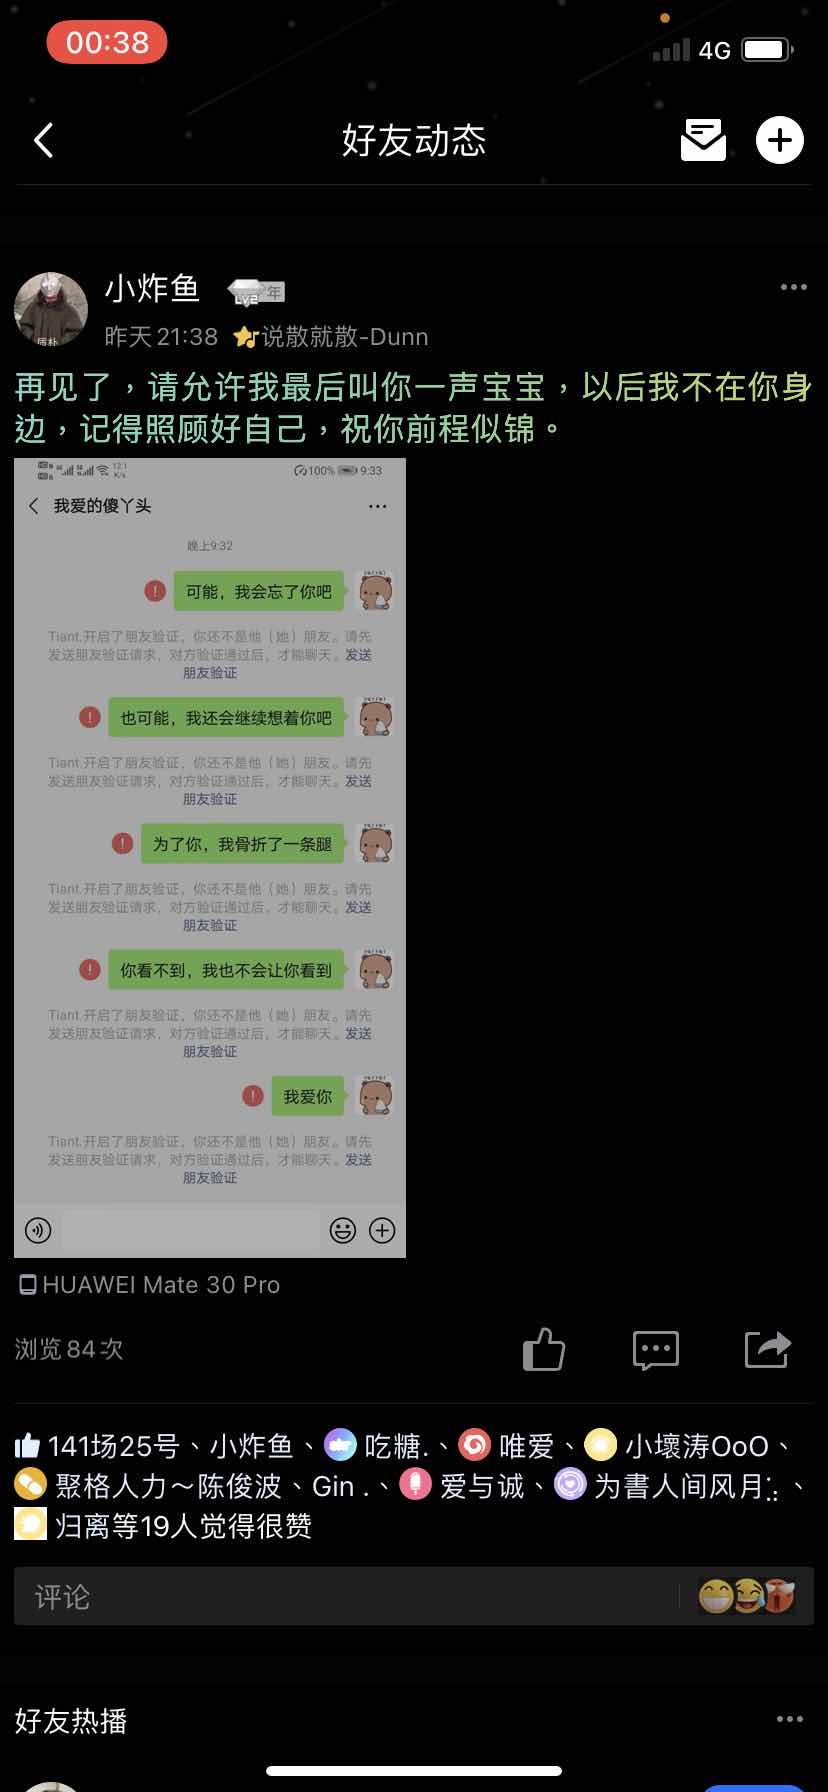 00:38
4G
好友动态
小炸鱼
LV2
年
昨天21:38 说散就散-Dunn
再见了，请允许我最后叫你一声宝宝，以后我不在你身
边，记得照顾好自己，祝你前程似锦。
12.1
K/s
100% 9:33
我爱的傻丫头
晚上9:32
可能，我会忘了你吧
Tiant.开启了朋友验证，你还不是他（她）朋友。请先
发送朋友验证请求，对方验证通过后，才能聊天。发送
朋友验证
也可能，我还会继续想着你吧
Tiant.开启了朋友验证，你还不是他（她）朋友。请先
发送朋友验证请求，对方验证通过后，才能聊天。发送
朋友验证
为了你，我骨折了一条腿
Tiant.开启了朋友验证，你还不是他（她）朋友。请先
发送朋友验证请求，对方验证通过后，才能聊天。发送
朋友验证
你看不到，我也不会让你看到
Tiant.开启了朋友验证，你还不是他（她）朋友。请先
发送朋友验证请求，对方验证通过后，才能聊天。发送
朋友验证
我爱你
Tiant.开启了朋友验证，你还不是他（她）朋友。请先
发送朋友验证请求，对方验证通过后，才能聊天。发送
朋友验证
HUAWEI Mate 30 Pro
浏览84次
141场25号、小炸鱼、吃糖.、唯爱、小壞涛OoO、
聚格人力～陈俊波、Gin .、爱与诚、为書人间风月:.、
归离等19人觉得很赞
评论
好友热播